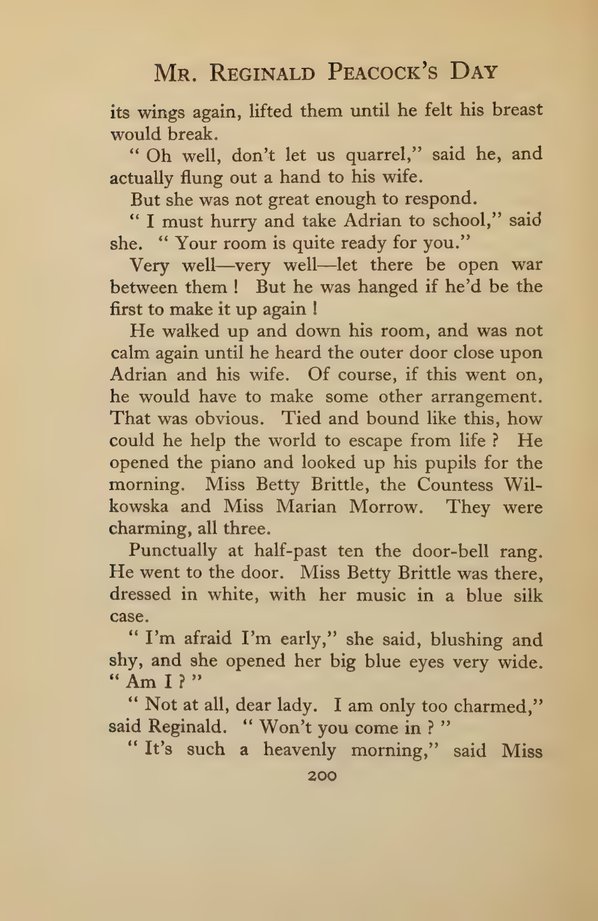 Mr. Reginald Peacock's Day
its wings again, lifted them until he felt his breast
would break.
" Oh well, don't let us quarrel," said he, and
actually flung out a hand to his wife.
But she was not great enough to respond.
" I must hurry and take Adrian to school," said
she. " Your room is quite ready for you."
Very well—very well—let there be open war
between them ! But he was hanged if he'd be the
first to make it up again !
He walked up and down his room, and was not
calm again until he heard the outer door close upon
Adrian and his wife. Of course, if this went on,
he would have to make some other arrangement.
That was obvious. Tied and bound like this, how
could he help the world to escape from life ? He
opened the piano and looked up his pupils for the
morning. Miss Betty Brittle, the Countess Wil-
kowska and Miss Marian Morrow. They were
charming, all three.
Punctually at half-past ten the door-bell rang.
He went to the door. Miss Betty Brittle was there,
dressed in white, with her music in a blue silk
case.
" I'm afraid I'm early," she said, blushing and
shy, and she opened her big blue eyes very wide.
" Am I ? "
" Not at all, dear lady. I am only too charmed,"
said Reginald. " Won't you come in ? "
" It's such a heavenly morning," said Miss
200